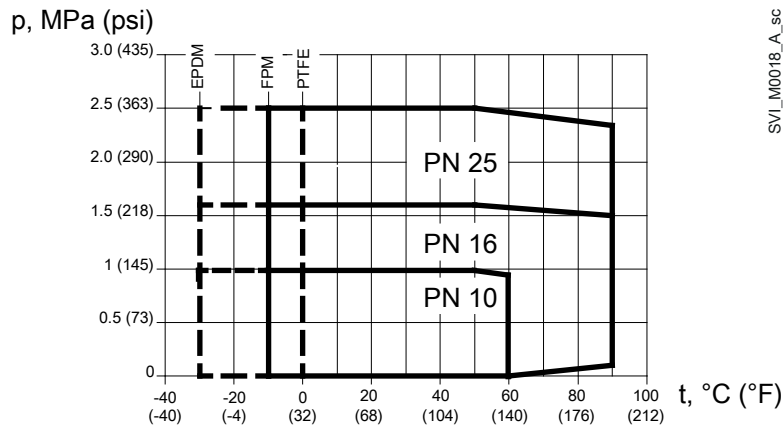 p, MPa (psi)
SVI_M0018_A_sc
EPDM
FPM
PTFE
3.0 (435)
2.5 (363)
2.0 (290)
1.5 (218)
1 (145)
0.5 (73)
0
PN 25
PN 16
PN 10
-40 -20 0 20 40 60 80 100
(-40) (-4) (32) (68) (104) (140) (176) (212)
t, °C (°F)